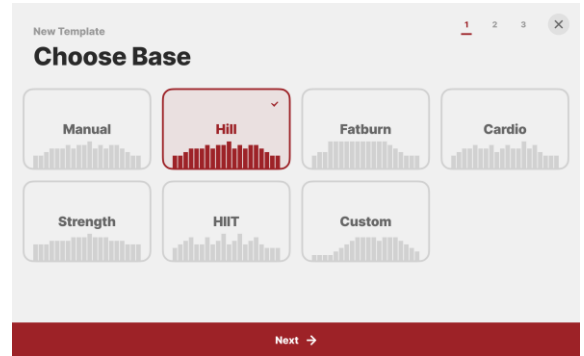 New Template
Choose Base
1 2 3
Manual
Hill
Fatburn
Cardio
Strength
HIIT
Custom
Next